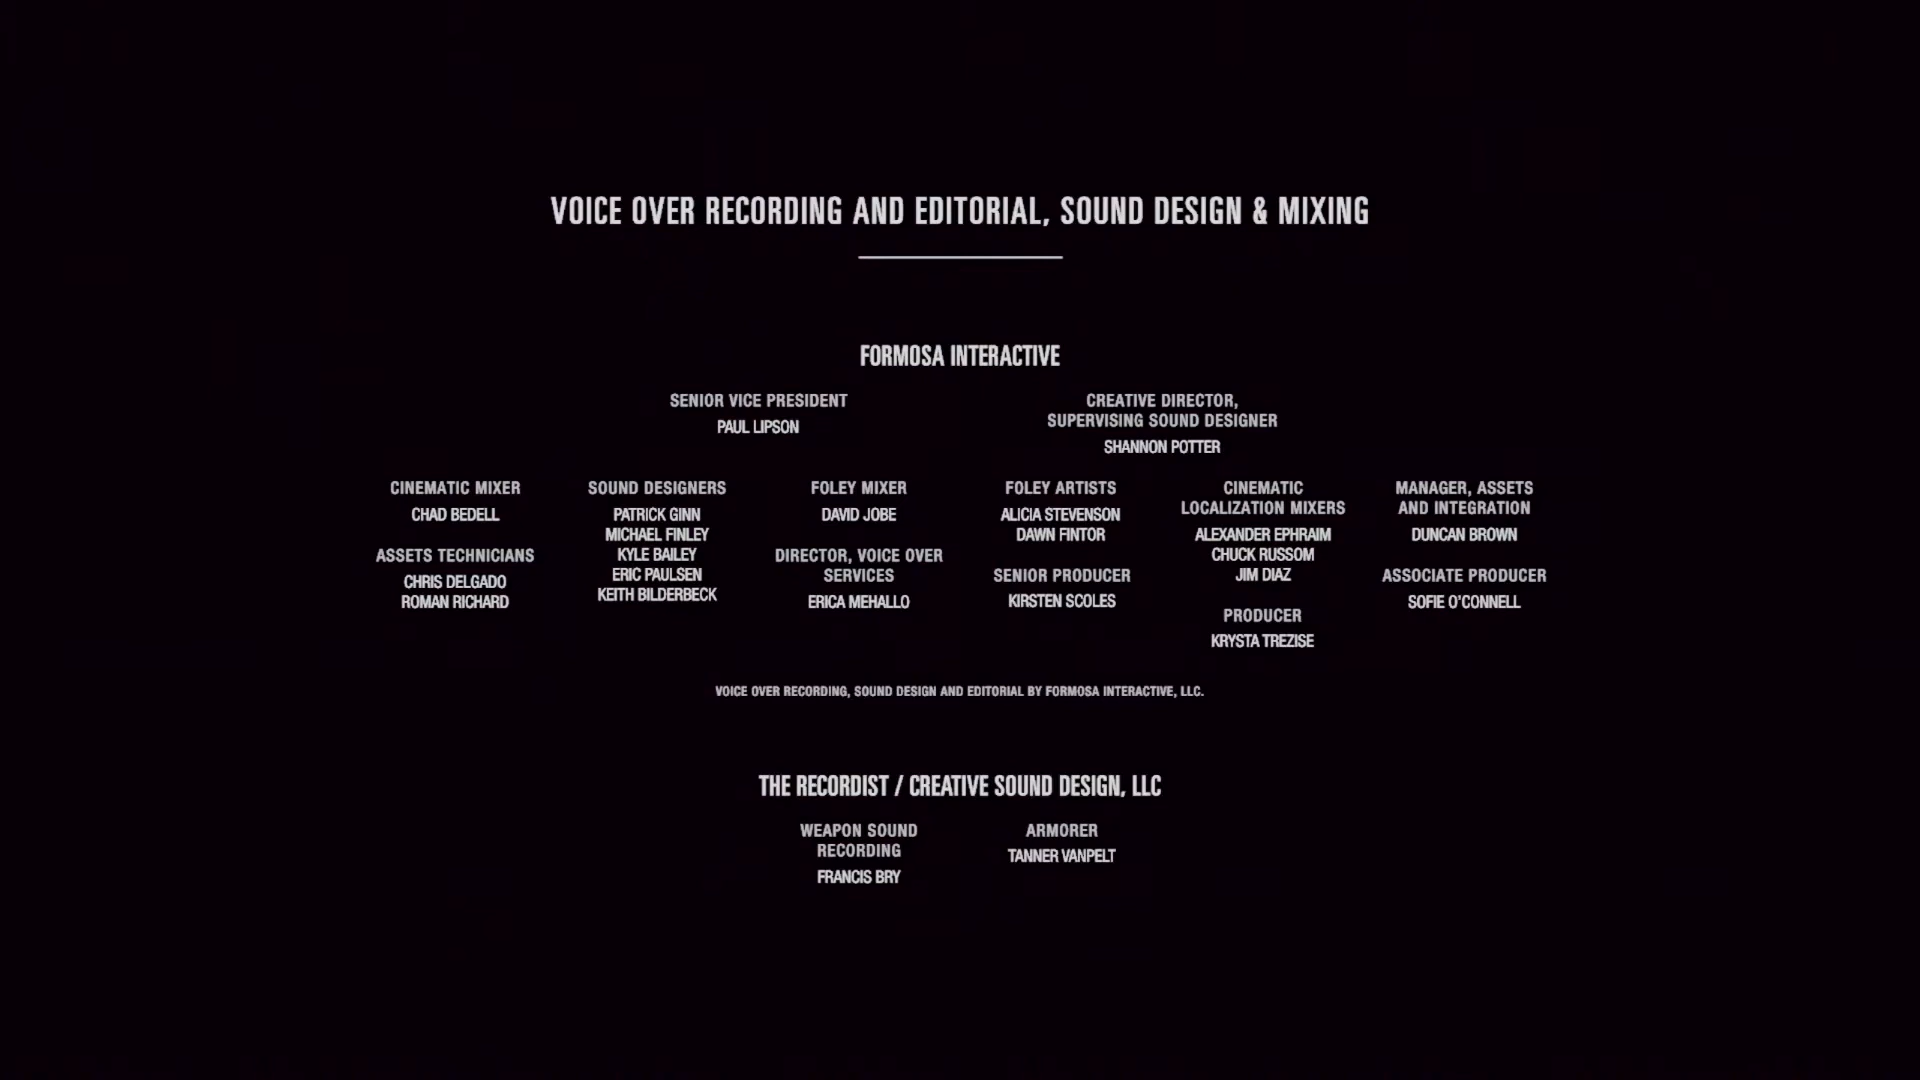 VOICE OVER RECORDING AND EDITORIAL, SOUND DESIGN & MIXING
FORMOSA INTERACTIVE
SENIOR VICE PRESIDENT
PAUL LIPSON
CREATIVE DIRECTOR,
SUPERVISING SOUND DESIGNER
SHANNON POTTER
CINEMATIC MIXER
CHAD BEDELL
ASSETS TECHNICIANS
CHRIS DELGADO
ROMAN RICHARD
SOUND DESIGNERS
PATRICK GINN
MICHAEL FINLEY
KYLE BAILEY
ERIC PAULSEN
KEITH BILDERBECK
FOLEY MIXER
DAVID JOBE
DIRECTOR, VOICE OVER
SERVICES
ERICA MEHALLO
FOLEY ARTISTS
ALICIA STEVENSON
DAWN FINTOR
SENIOR PRODUCER
KIRSTEN SCOLES
CINEMATIC
LOCALIZATION MIXERS
ALEXANDER EPHRAIM
CHUCK RUSSOM
JIM DIAZ
PRODUCER
KRYSTA TREZISE
MANAGER, ASSETS
AND INTEGRATION
DUNCAN BROWN
ASSOCIATE PRODUCER
SOFIE O'CONNELL
VOICE OVER RECORDING, SOUND DESIGN AND EDITORIAL BY FORMOSA INTERACTIVE, LLC.
THE RECORDIST / CREATIVE SOUND DESIGN, LLC
WEAPON SOUND
RECORDING
FRANCIS BRY
ARMORER
TANNER VANPELT